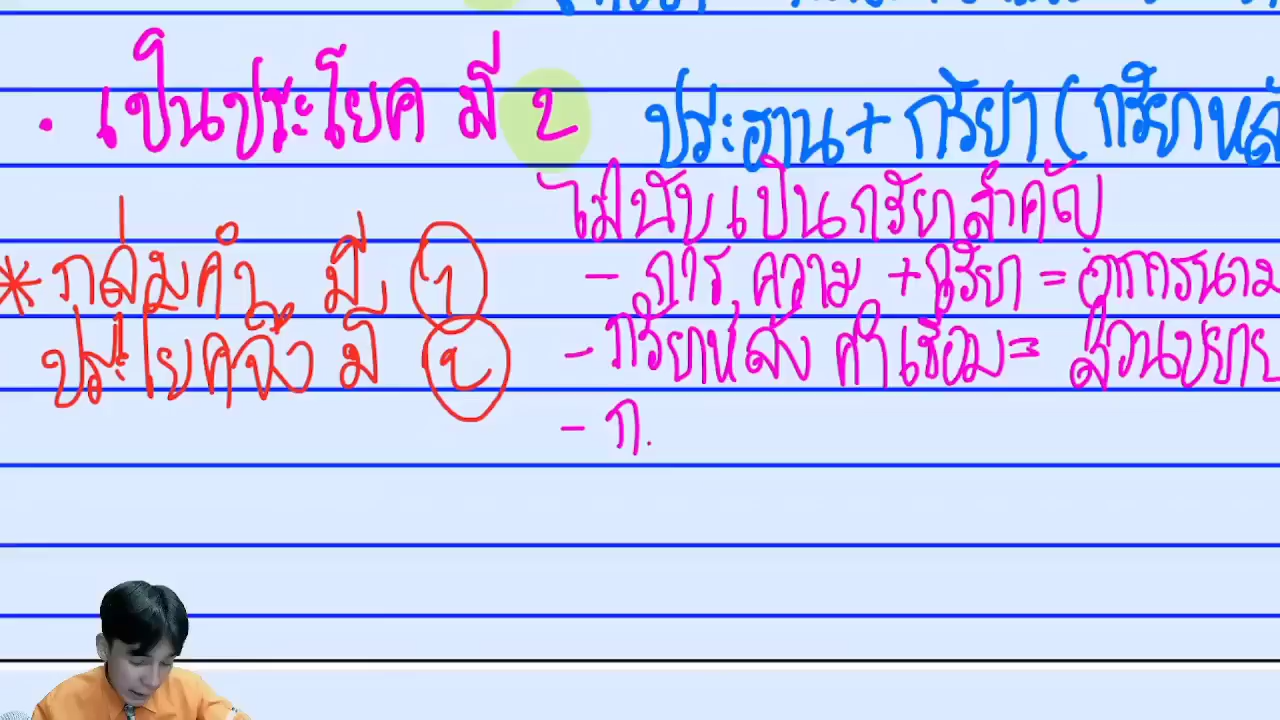 . เป็นประโยค มี 2
ประธาน + กริยา (กริยาหลั
ไม่นับเป็นกริยาสำคัญ
- การ, ความ + กริยา = อาการนาม
- กริยาหลัง คำเชื่อม = ส่วนขยาย
- ก.
* กลุ่มคำ มี 1
ประโยคจึง มี 2